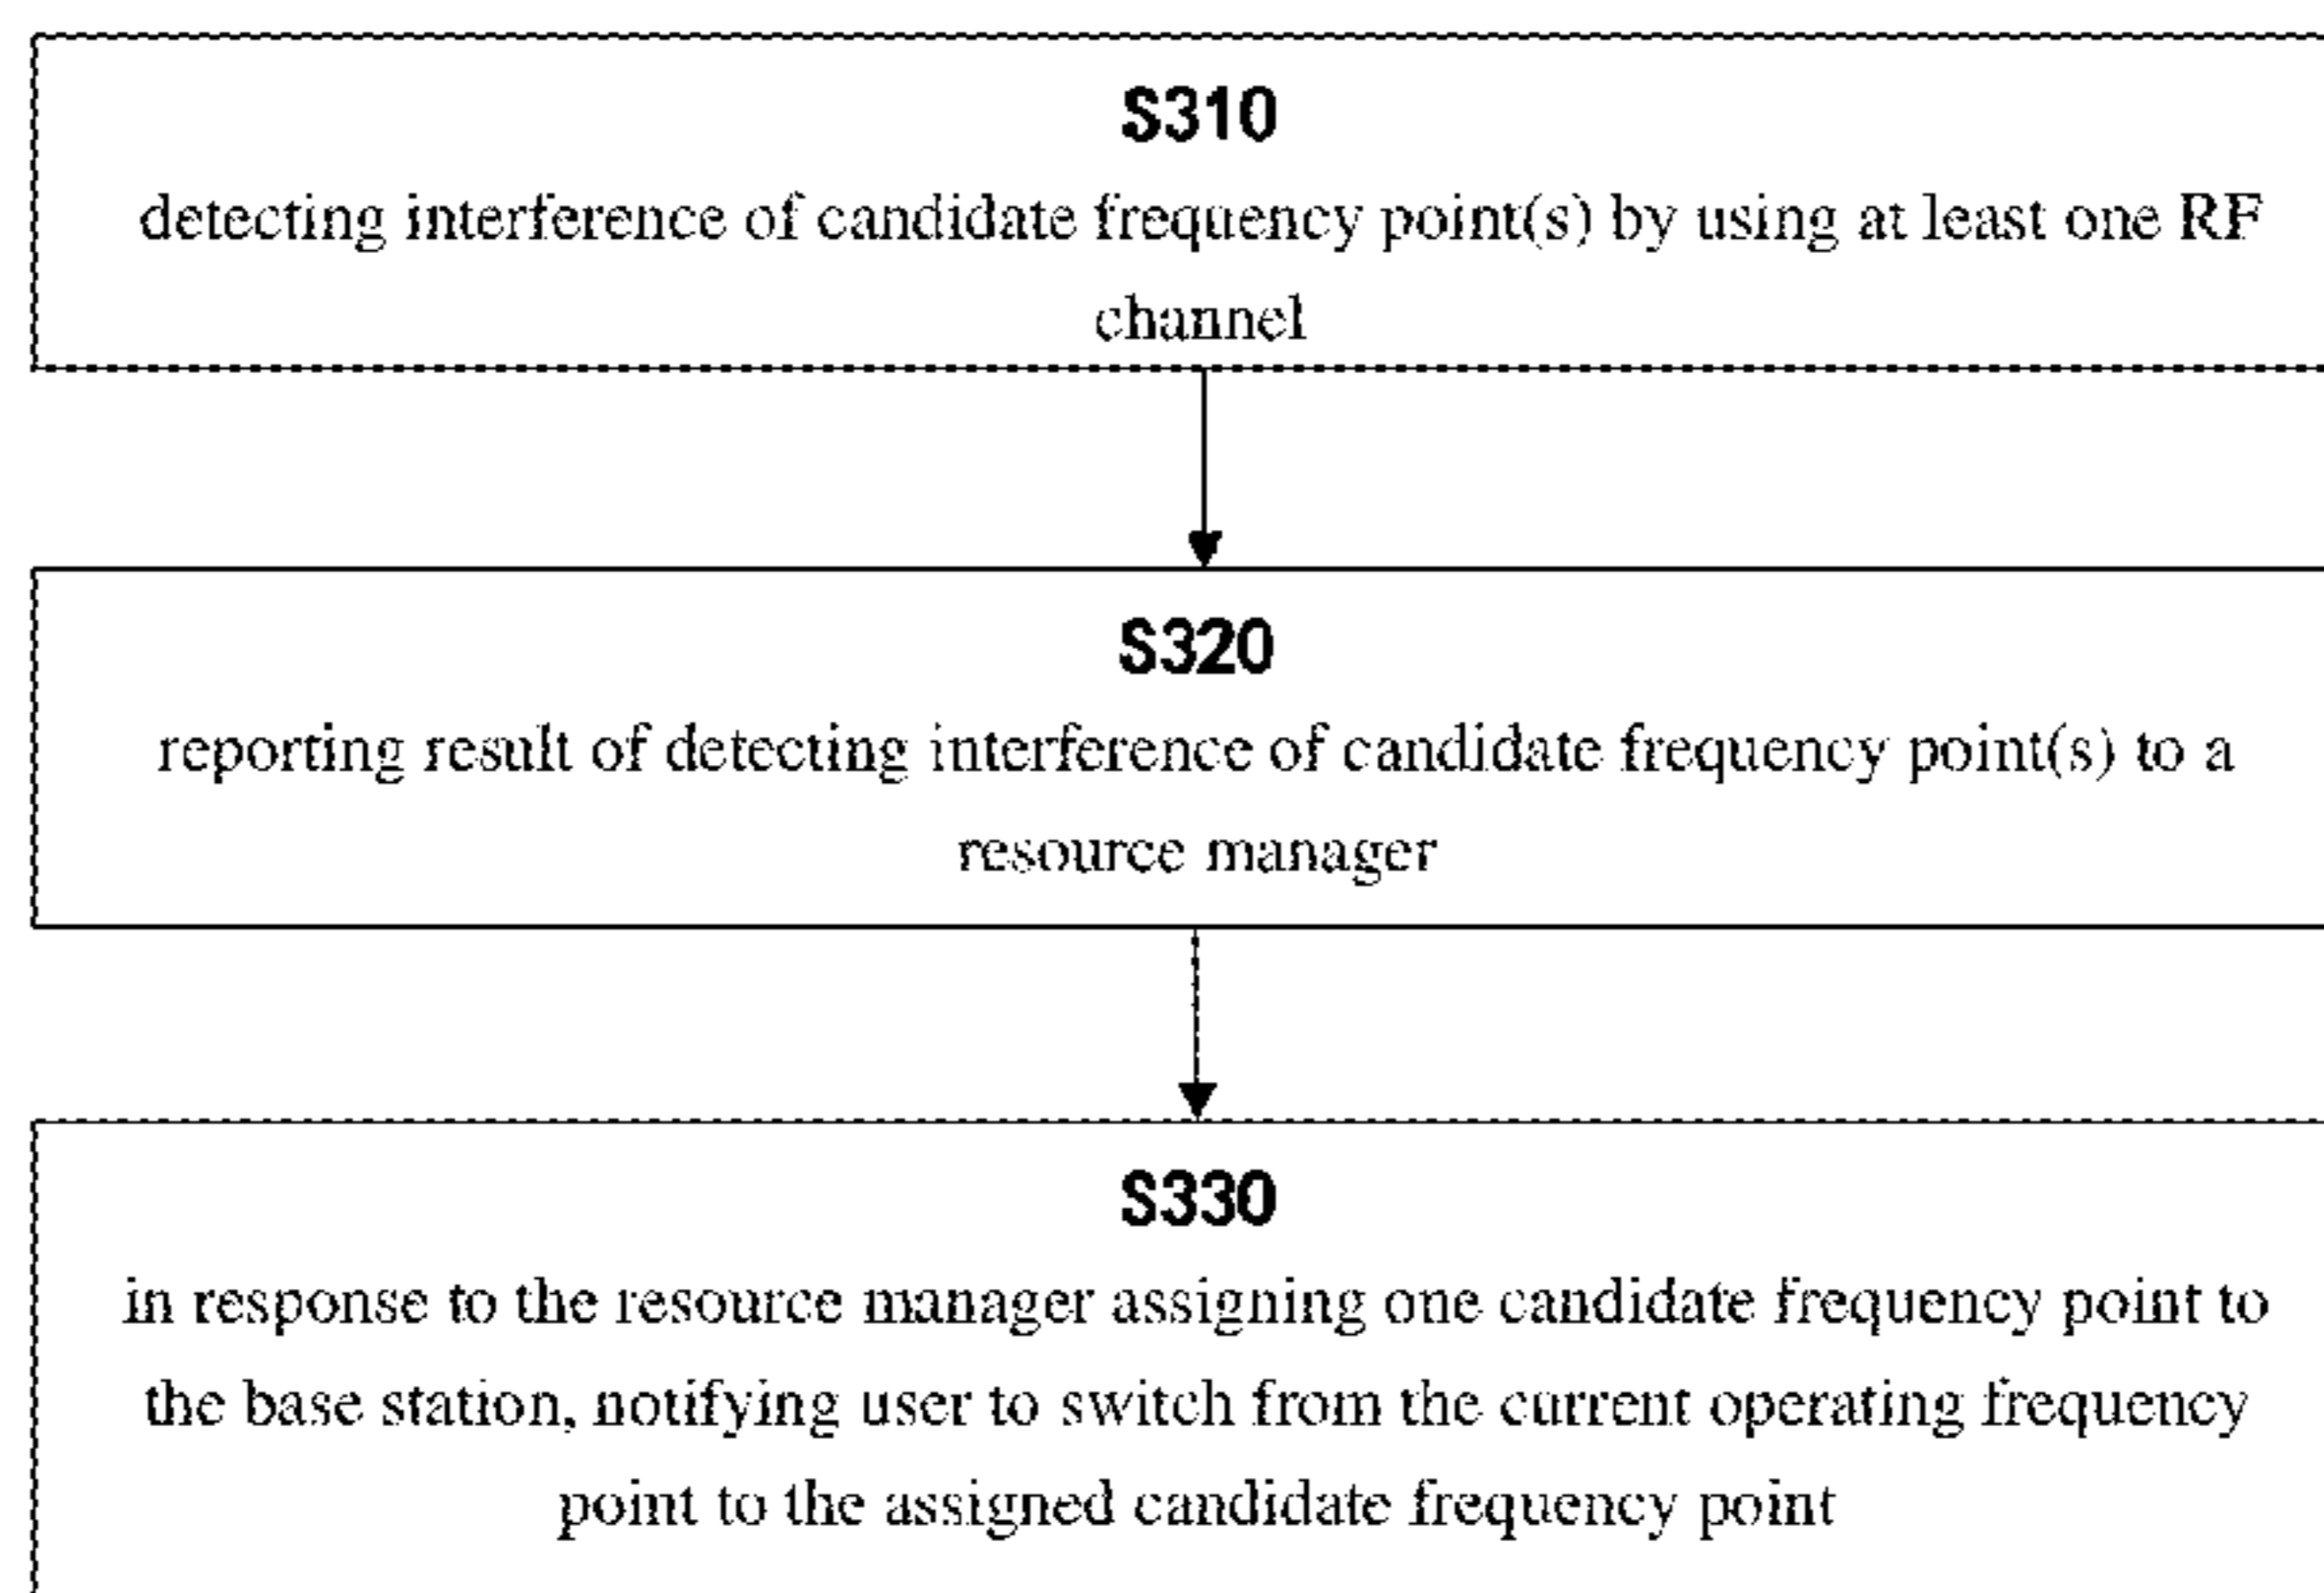 S310
detecting interference of candidate frequency point(s) by using at least one RF
channel
S320
reporting result of detecting interference of candidate frequency point(s) to a
resource manager
S330
in response to the resource manager assigning one candidate frequency point to
the base station, notifying user to switch from the current operating frequency
point to the assigned candidate frequency point